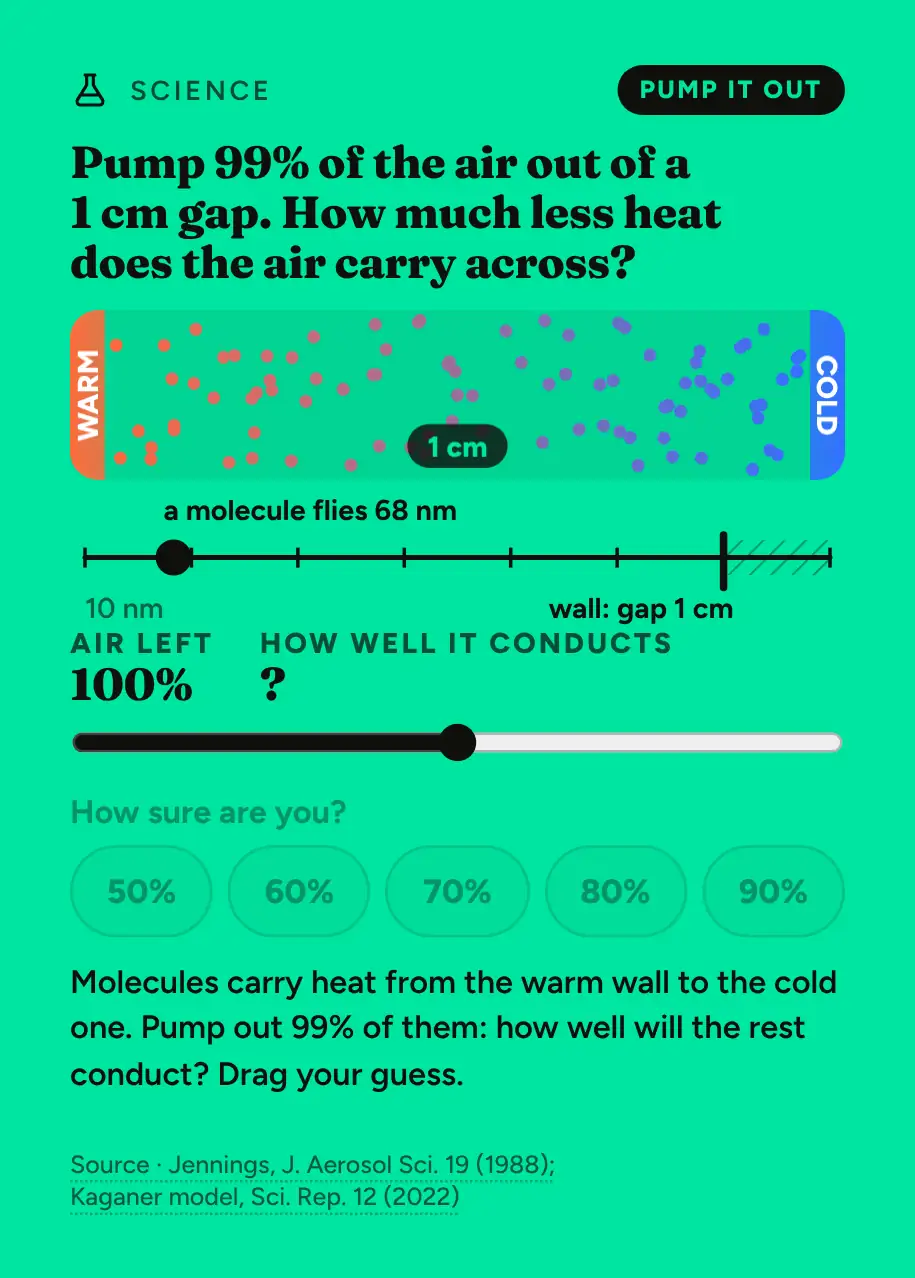 SCIENCE
PUMP IT OUT
Pump 99% of the air out of a
1 cm gap. How much less heat
does the air carry across?
WARM
COLD
1 cm
a molecule flies 68 nm
10 nm
wall: gap 1 cm
AIR LEFT
HOW WELL IT CONDUCTS
100%
?
How sure are you?
50%
60%
70%
80%
90%
Molecules carry heat from the warm wall to the cold
one. Pump out 99% of them: how well will the rest
conduct? Drag your guess.
Source · Jennings, J. Aerosol Sci. 19 (1988);
Kaganer model, Sci. Rep. 12 (2022)